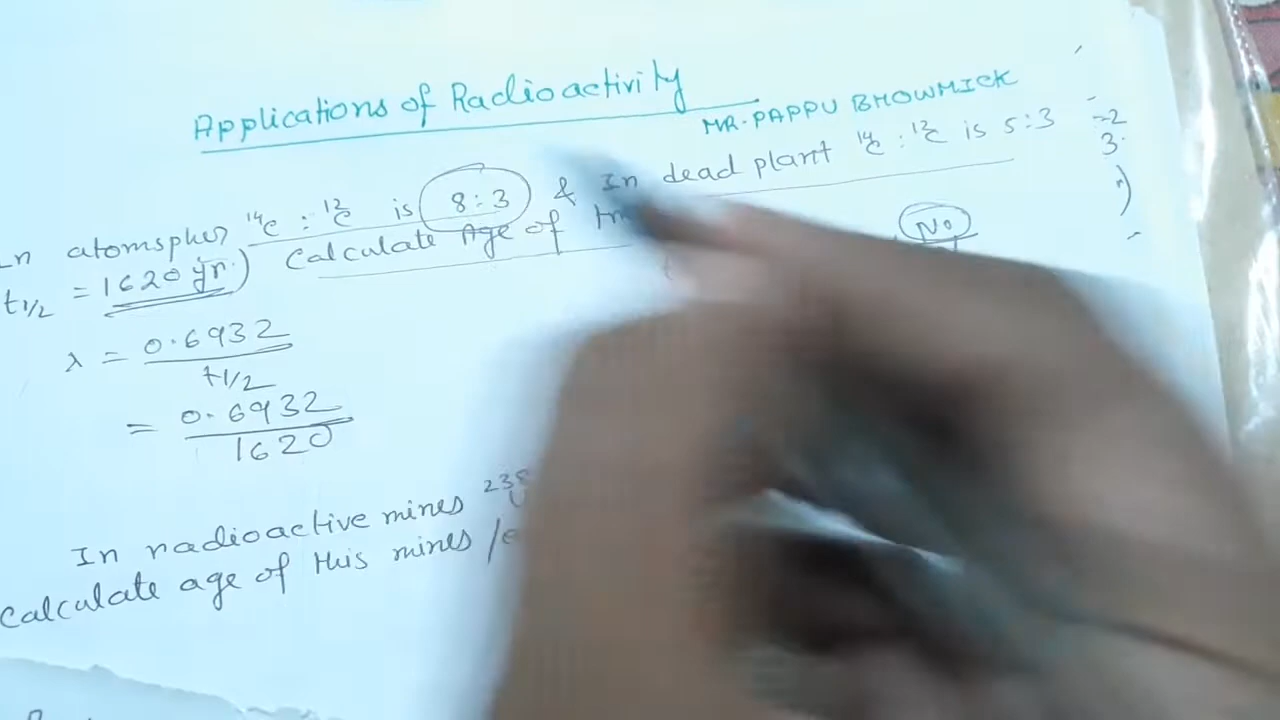 Applications of Radioactivity
MR. PAPPU BHOWMICK
In atomspher ¹⁴C : ¹²C is 8:3 & In dead plant ¹⁴C : ¹²C is 5:3
t1/2 = 1620 yr.) Calculate Age of
N₀
λ = 0.6932 / t1/2
= 0.6932 / 1620
In radioactive mines
Calculate age of this mines